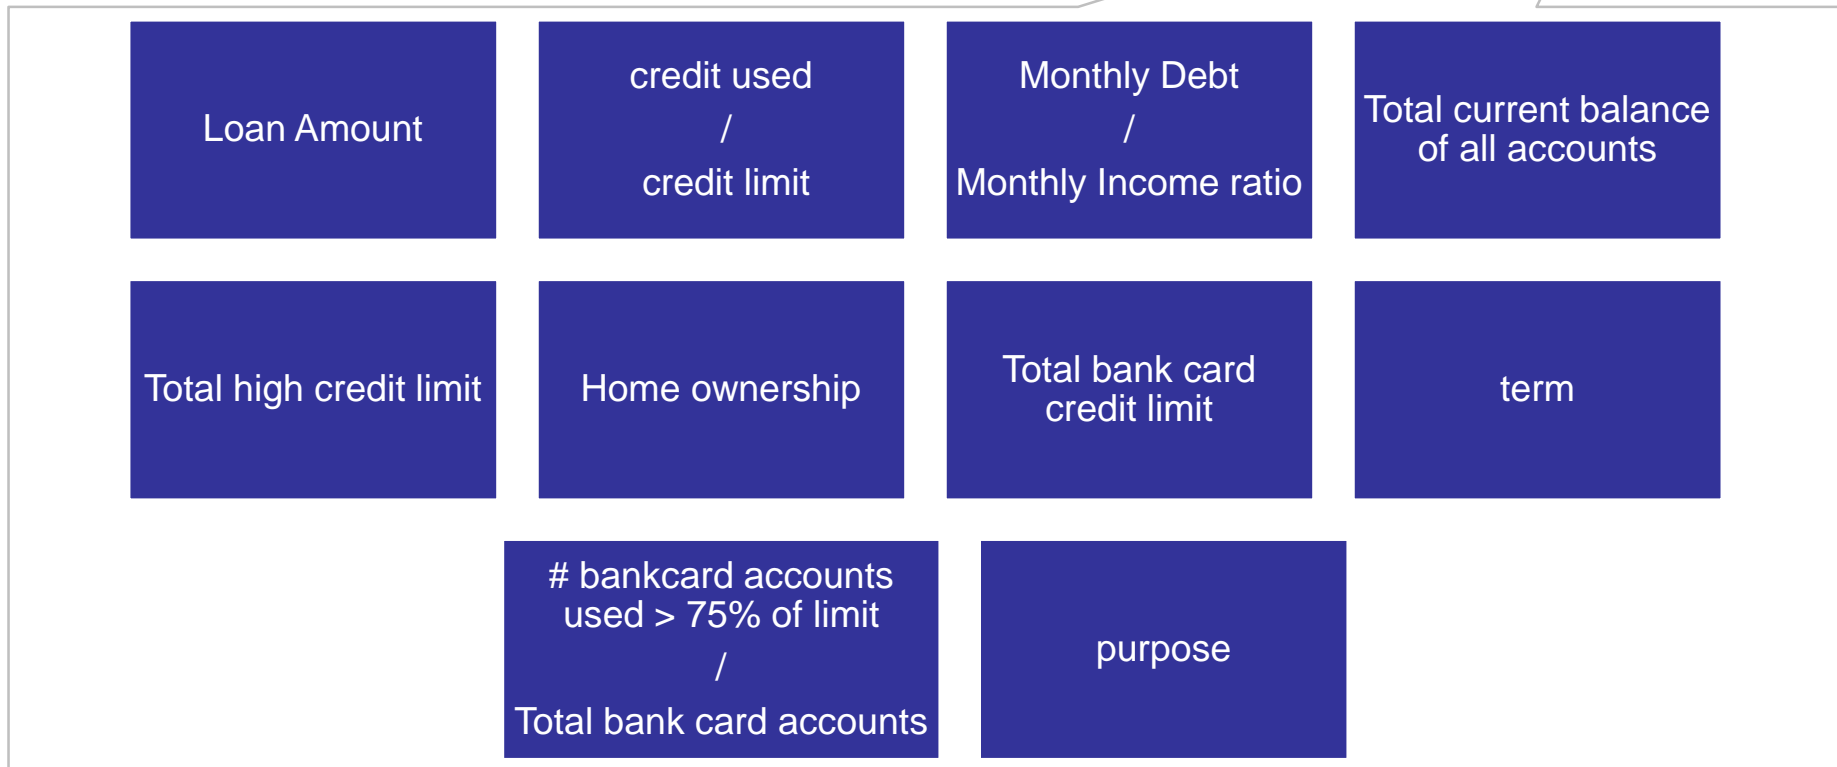 Loan Amount
credit used
/
credit limit
Monthly Debt
/
Monthly Income ratio
Total current balance
of all accounts
Total high credit limit
Home ownership
Total bank card
credit limit
term
# bankcard accounts
used > 75% of limit
/
Total bank card accounts
purpose